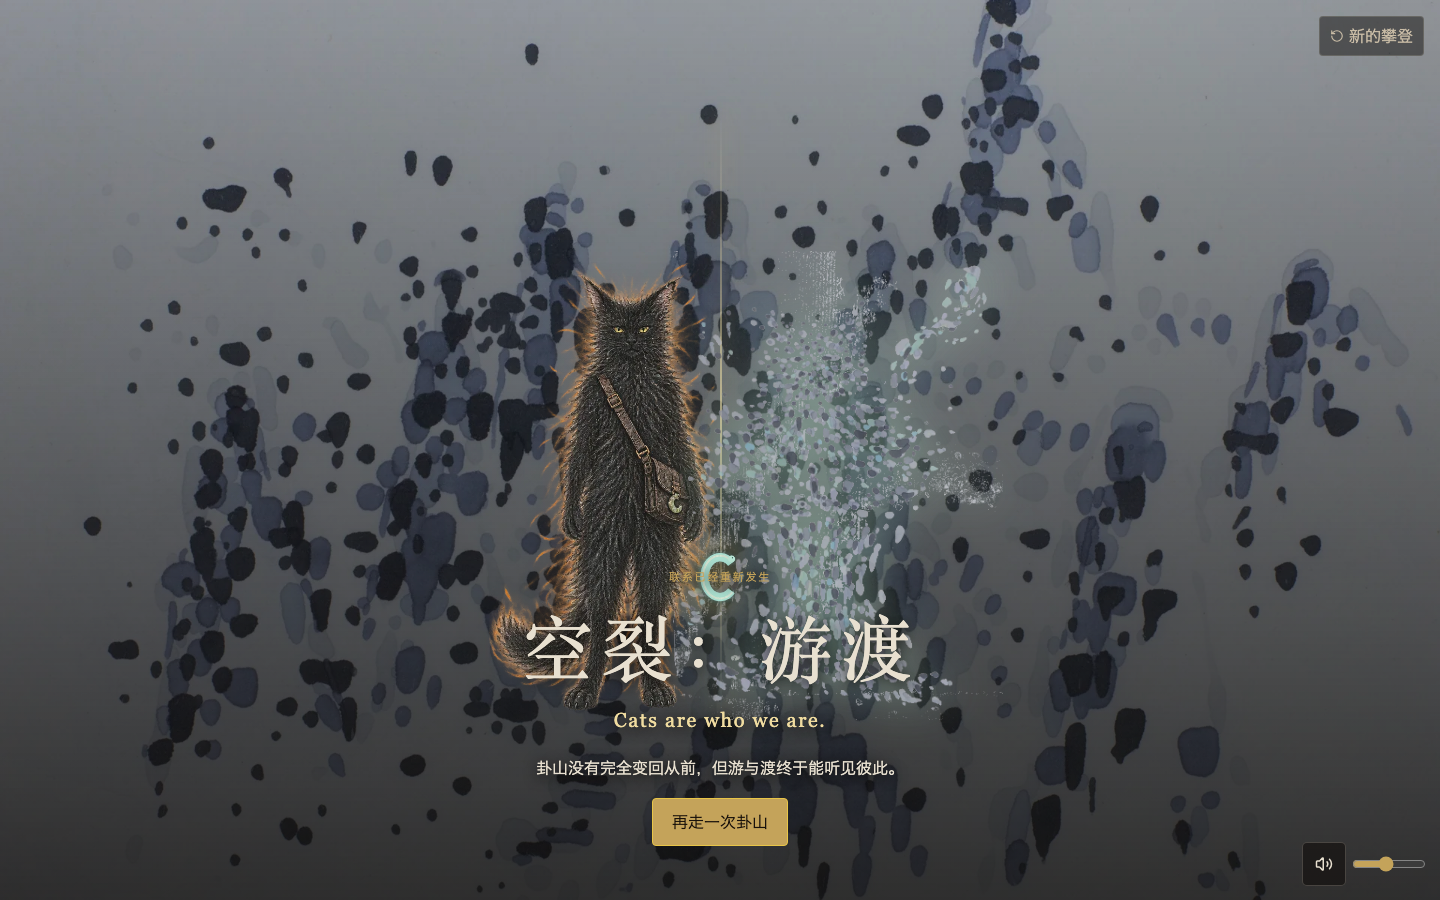 新的攀登
联系已经重新发生
空裂：游渡
Cats are who we are.
卦山没有完全变回从前，但游与渡终于能听见彼此。
再走一次卦山